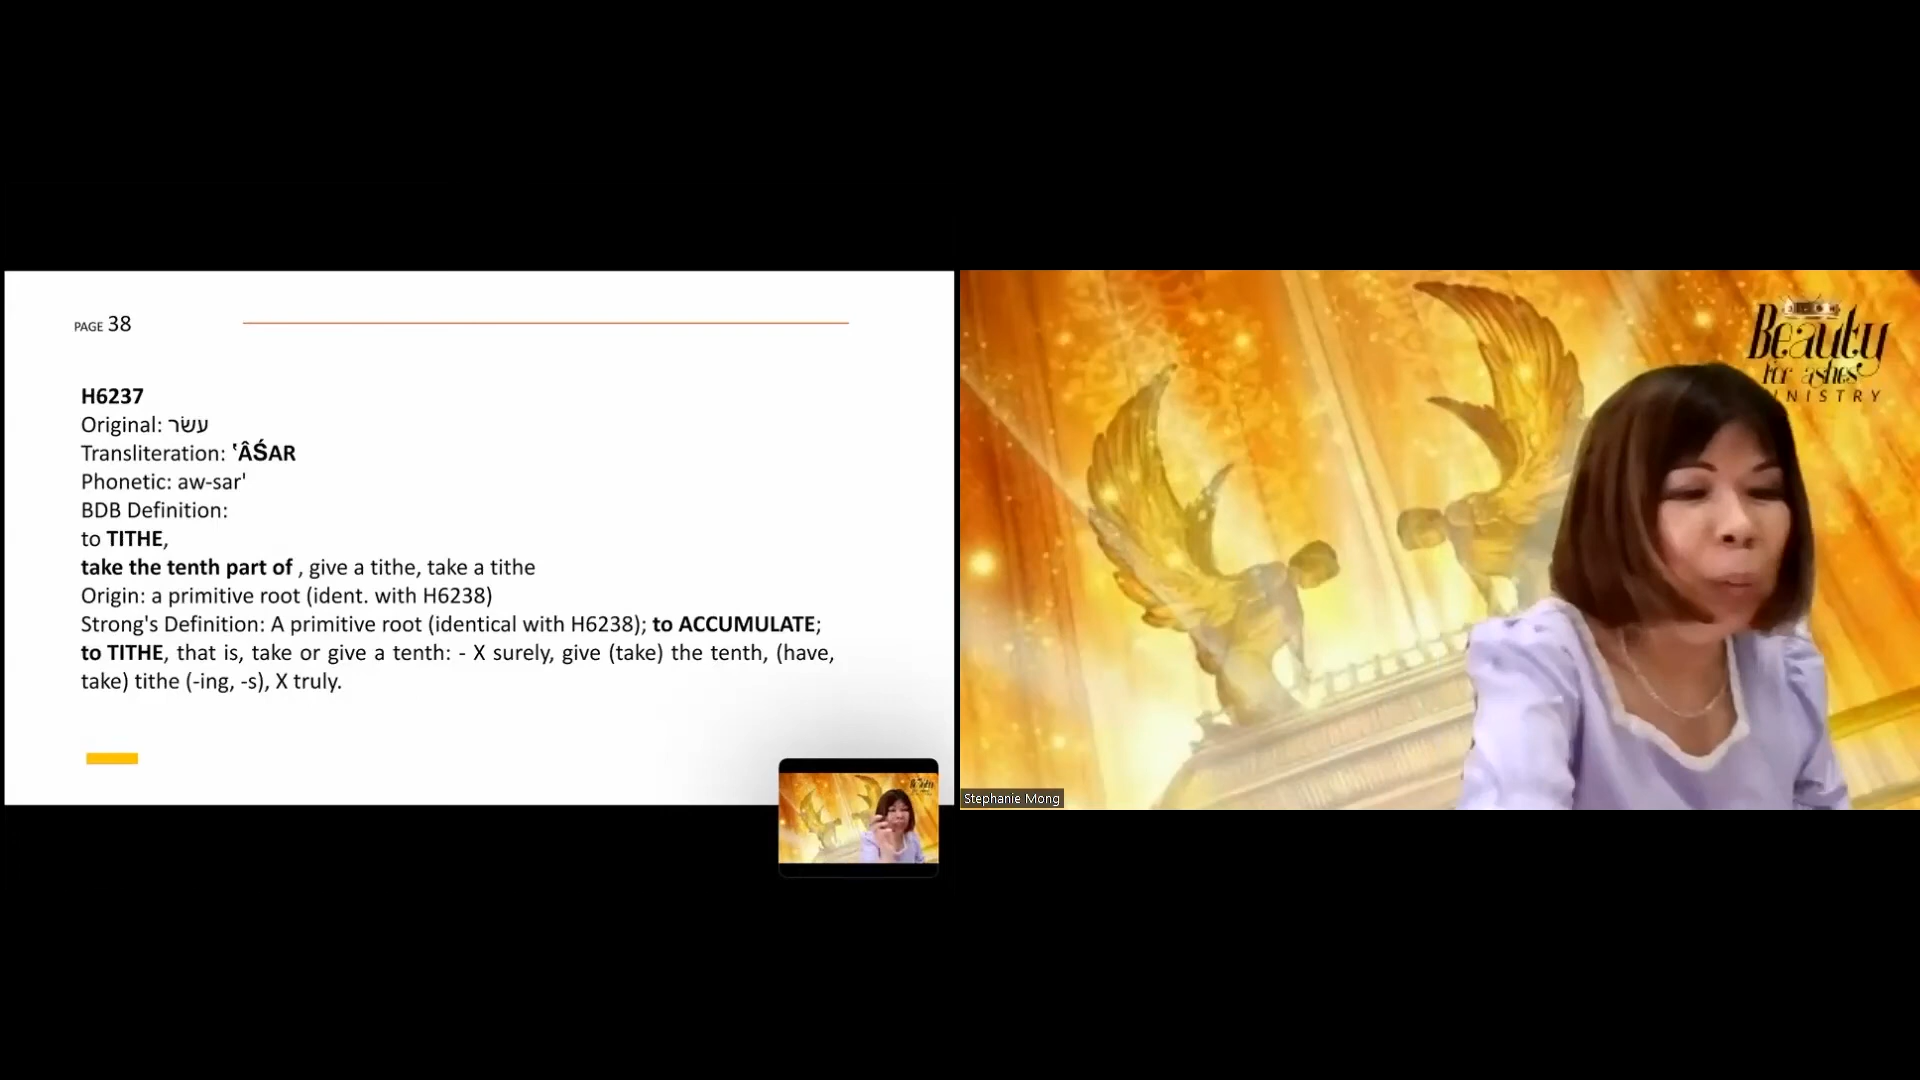 PAGE 38
H6237
Original: עשׂר
Transliteration: ‛ÂŚAR
Phonetic: aw-sar'
BDB Definition:
to TITHE,
take the tenth part of , give a tithe, take a tithe
Origin: a primitive root (ident. with H6238)
Strong's Definition: A primitive root (identical with H6238); to ACCUMULATE;
to TITHE, that is, take or give a tenth: - X surely, give (take) the tenth, (have,
take) tithe (-ing, -s), X truly.
Beauty
for ashes
INISTRY
Stephanie Mong